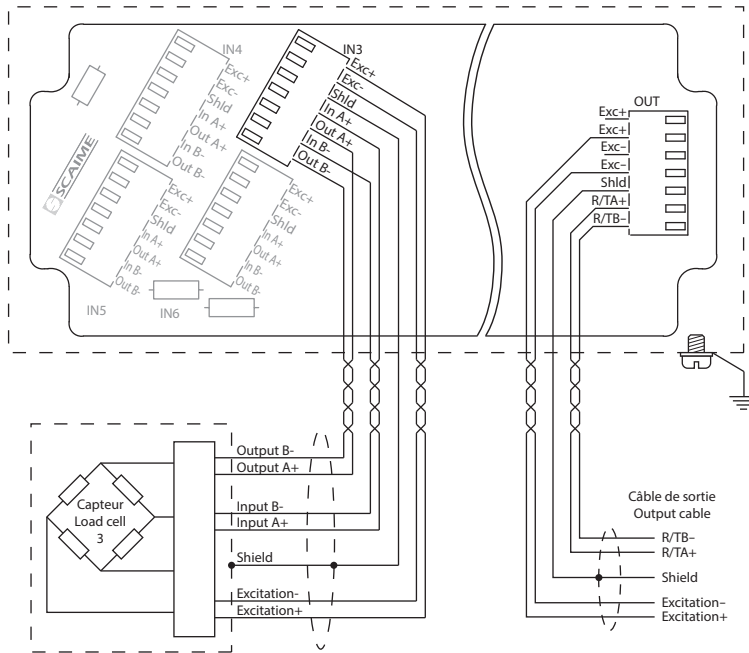 IN4
Exc+
Exc-
Shld
In A+
Out A+
In B-
Out B-
IN3
Exc+
Exc-
Shld
In A+
Out A+
In B-
Out B-
SCAIME
Exc+
Exc-
Shld
In A+
Out A+
In B-
Out B-
IN5
Exc+
Exc-
Shld
In A+
Out A+
In B-
Out B-
IN6
OUT
Exc+
Exc+
Exc–
Exc–
Shld
R/TA+
R/TB–
Capteur
Load cell
3
Output B-
Output A+
Input B-
Input A+
Shield
Excitation-
Excitation+
Câble de sortie
Output cable
R/TB–
R/TA+
Shield
Excitation–
Excitation+